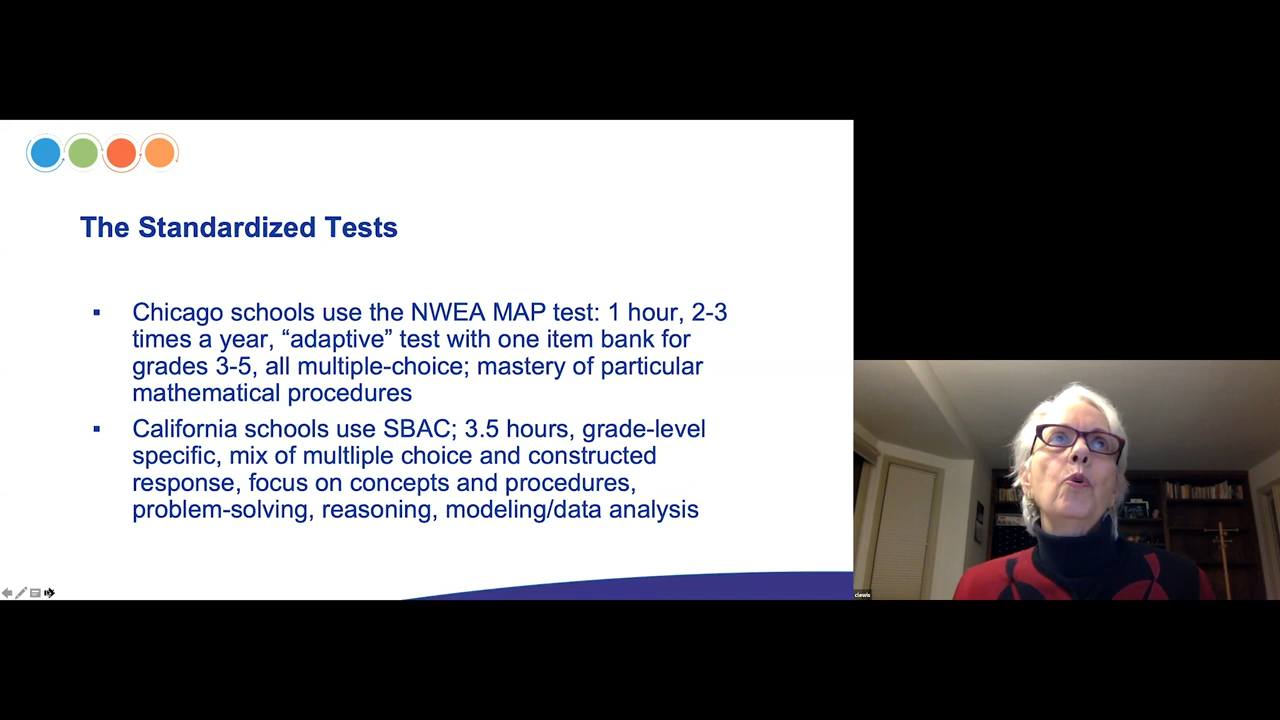 The Standardized Tests
▪ Chicago schools use the NWEA MAP test: 1 hour, 2-3
times a year, “adaptive” test with one item bank for
grades 3-5, all multiple-choice; mastery of particular
mathematical procedures
▪ California schools use SBAC; 3.5 hours, grade-level
specific, mix of multliple choice and constructed
response, focus on concepts and procedures,
problem-solving, reasoning, modeling/data analysis
clewis